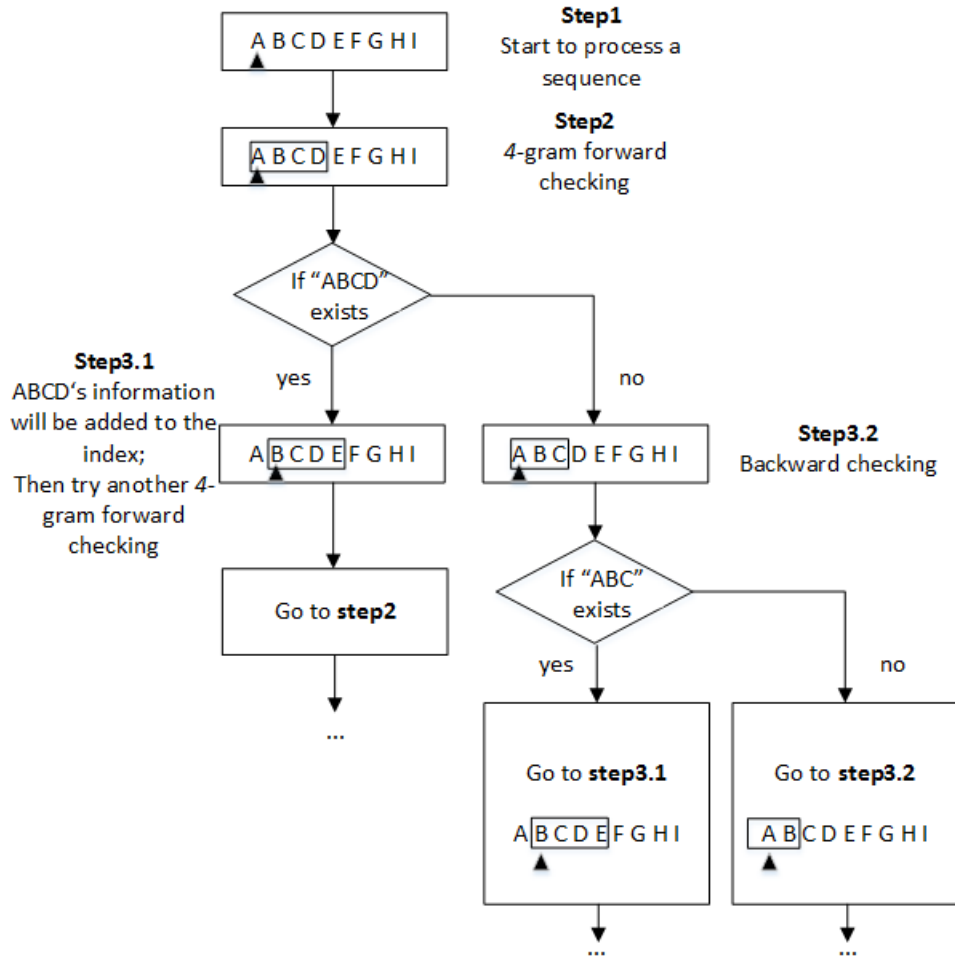 Step1
Start to process a
sequence
A B C D E F G H I
Step2
4-gram forward
checking
A B C D E F G H I
If “ABCD”
exists
yes
no
Step3.1
ABCD‘s information
will be added to the
index;
Then try another 4-
gram forward
checking
A B C D E F G H I
A B C D E F G H I
Step3.2
Backward checking
Go to step2
...
If “ABC”
exists
yes
no
Go to step3.1
A B C D E F G H I
...
Go to step3.2
A B C D E F G H I
...